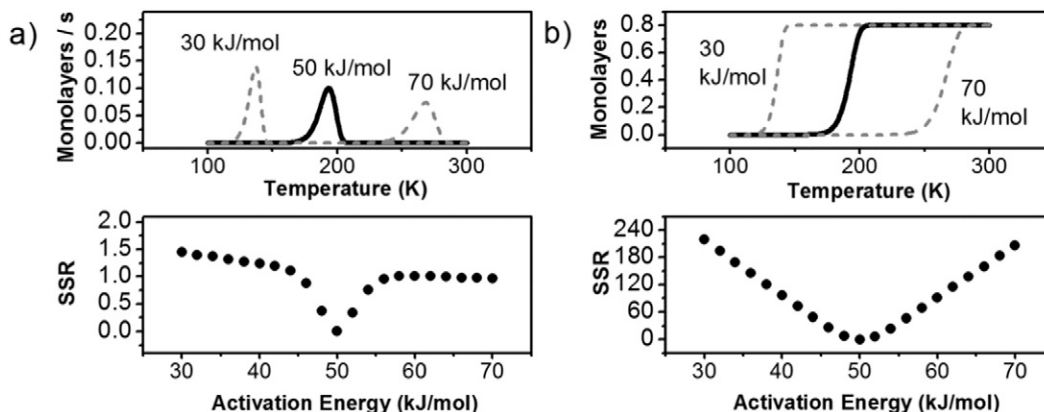 a)
Monolayers / s
0.20
0.15
0.10
0.05
0.00
30 kJ/mol
50 kJ/mol
70 kJ/mol
100 200 300
Temperature (K)
SSR
2.0
1.5
1.0
0.5
0.0
30 40 50 60 70
Activation Energy (kJ/mol)
b)
Monolayers
0.8
0.6
0.4
0.2
0.0
30
kJ/mol
70
kJ/mol
100 200 300
Temperature (K)
SSR
240
180
120
60
0
30 40 50 60 70
Activation Energy (kJ/mol)